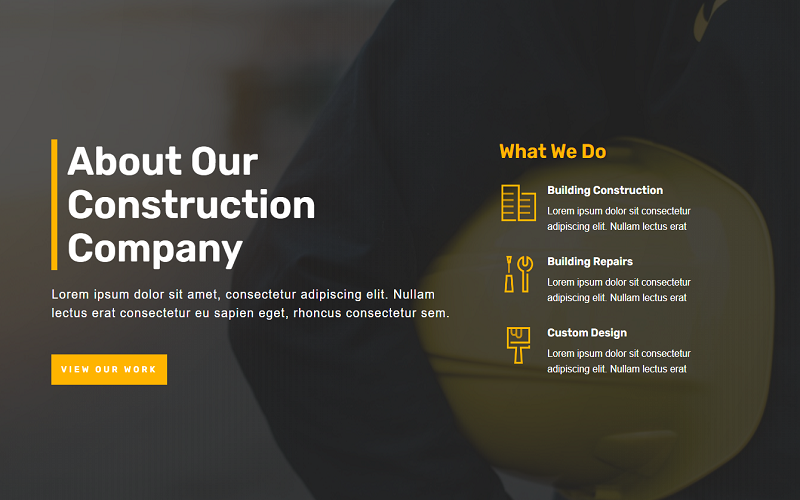 About Our
Construction
Company
Lorem ipsum dolor sit amet, consectetur adipiscing elit. Nullam
lectus erat consectetur eu sapien eget, rhoncus consectetur sem.
VIEW OUR WORK
What We Do
Building Construction
Lorem ipsum dolor sit consectetur
adipiscing elit. Nullam lectus erat
Building Repairs
Lorem ipsum dolor sit consectetur
adipiscing elit. Nullam lectus erat
Custom Design
Lorem ipsum dolor sit consectetur
adipiscing elit. Nullam lectus erat